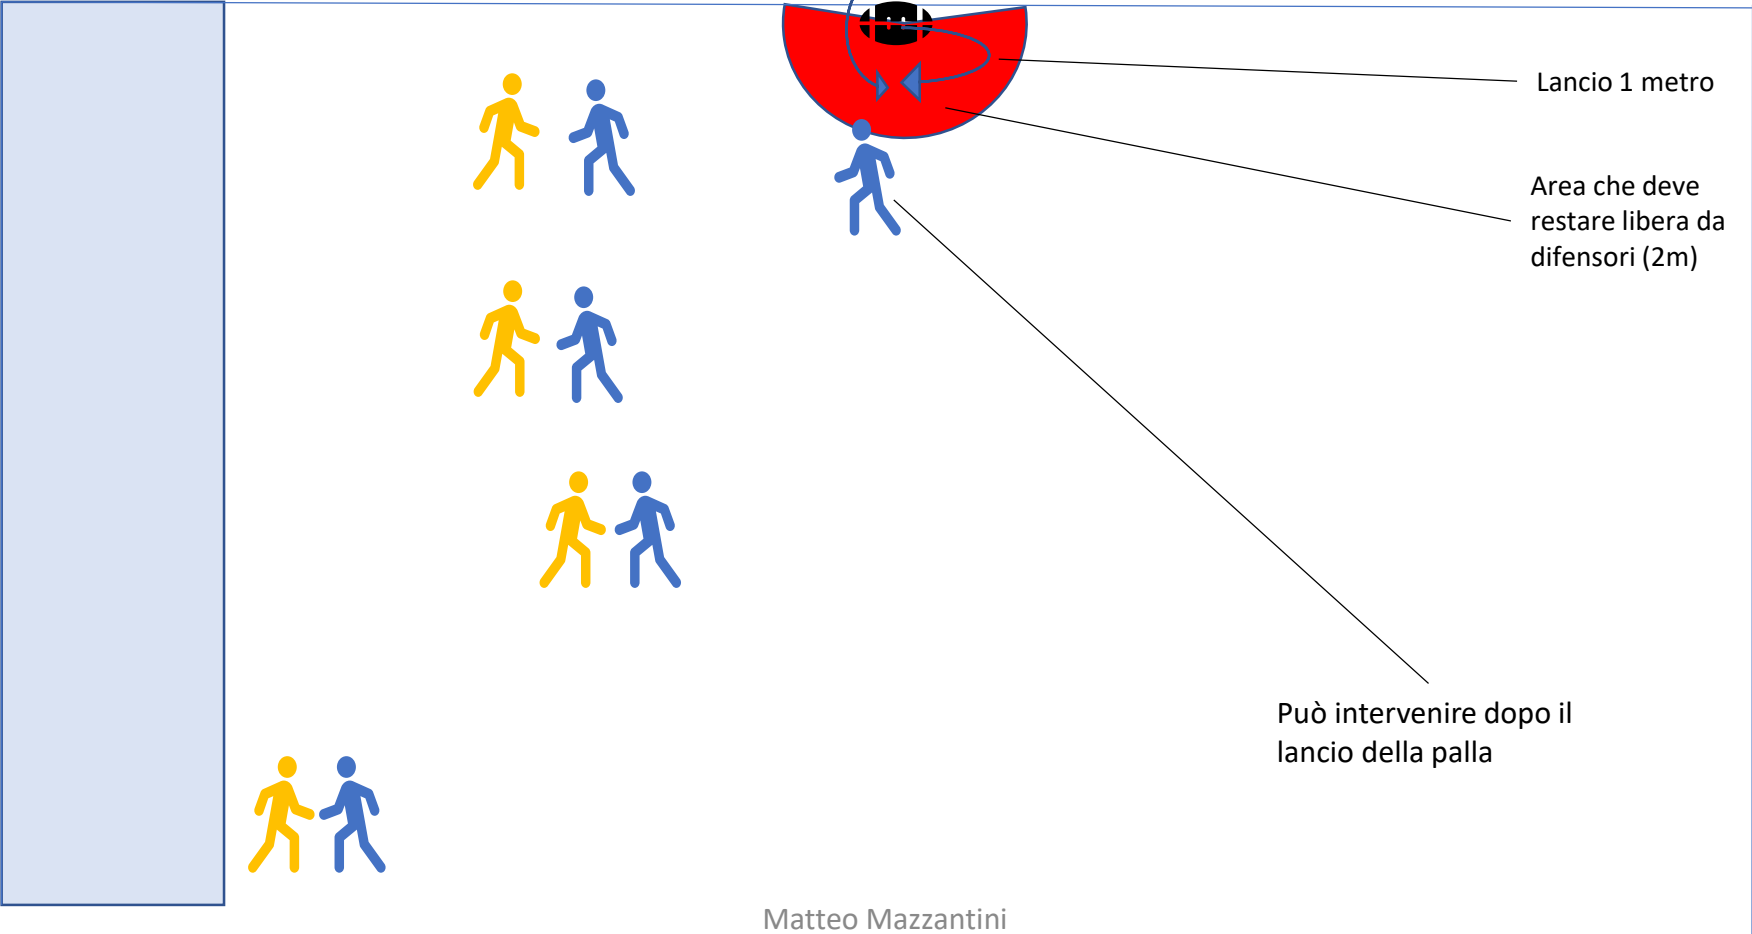 Lancio 1 metro
Area che deve
restare libera da
difensori (2m)
Può intervenire dopo il
lancio della palla
Matteo Mazzantini